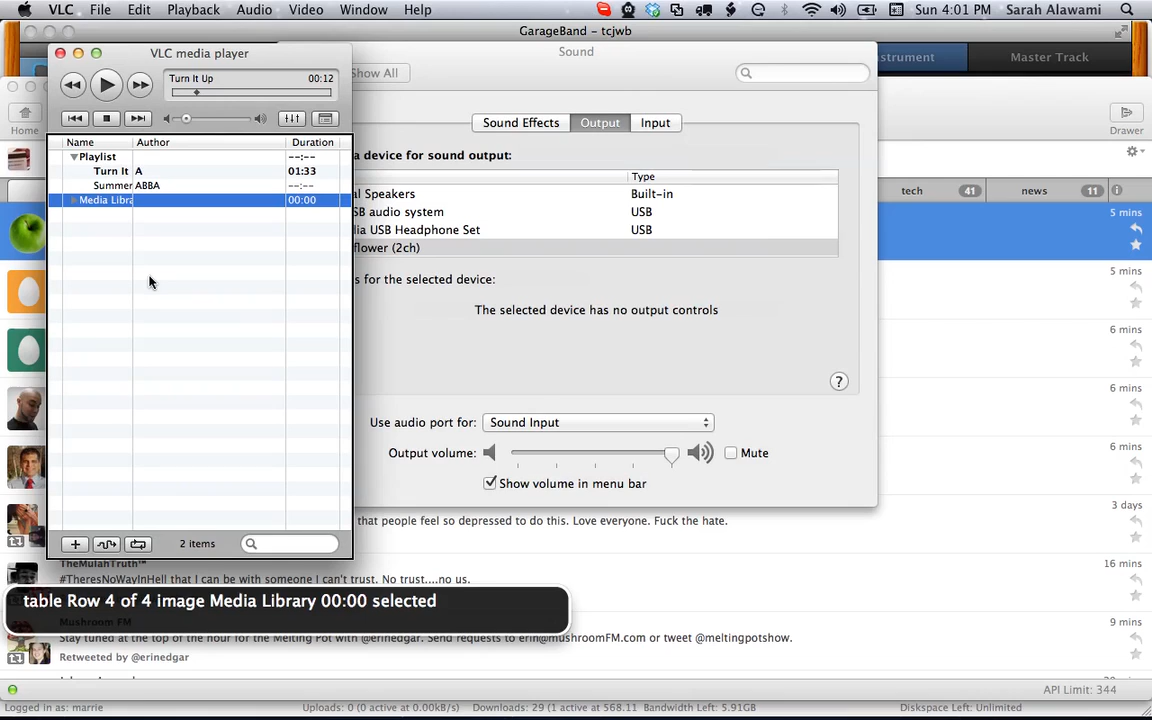 VLC File Edit Playback Audio Video Window Help Sun 4:01 PM Sarah Alawami
GarageBand - tcjwb
VLC media player
Sound
Turn It Up 00:12
Show All
Instrument Master Track
Home
Drawer
Sound Effects Output Input
Name Author Duration
Playlist --:--
Turn It A 01:33
Summer ABBA --:--
Media Libra 00:00
a device for sound output:
Type
al Speakers Built-in
SB audio system USB
dia USB Headphone Set USB
flower (2ch)
s for the selected device:
The selected device has no output controls
?
Use audio port for: Sound Input
Output volume: Mute
Show volume in menu bar
tech 41 news 11
5 mins
5 mins
6 mins
6 mins
6 mins
3 days
that people feel so depressed to do this. Love everyone. Fuck the hate.
2 items
TheMulahTruth™ 16 mins
#TheresNoWayInHell that I can be with someone I can't trust. No trust....no us.
table Row 4 of 4 image Media Library 00:00 selected
Mushroom FM 9 mins
Stay tuned at the top of the hour for the Melting Pot with @erinedgar. Send requests to erin@mushroomFM.com or tweet @meltingpotshow.
Retweeted by @erinedgar
API Limit: 344
Logged in as: marrie Uploads: 0 (0 active at 0.00kB/s) Downloads: 29 (1 active at 568.11 Bandwidth Left: 5.91GB Diskspace Left: Unlimited